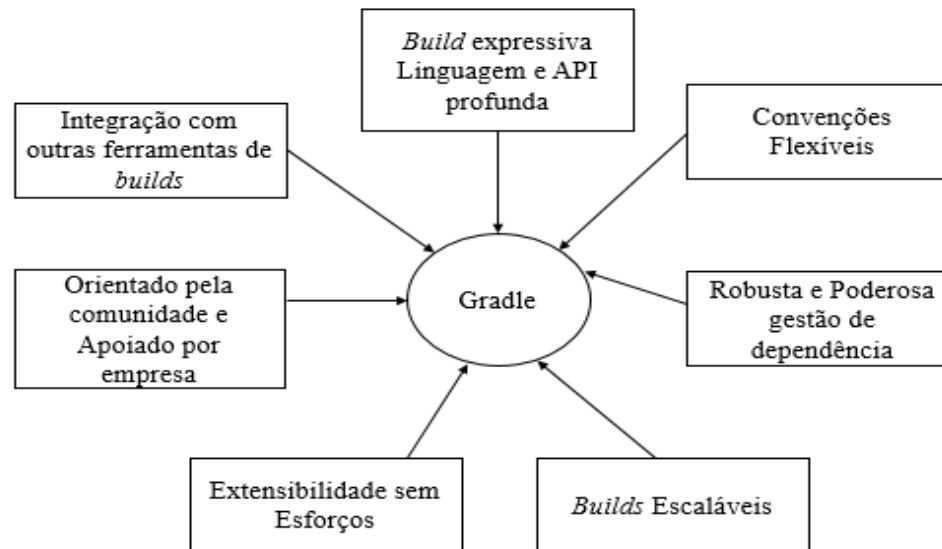 Build expressiva
Linguagem e API
profunda
Integração com
outras ferramentas de
builds
Convenções
Flexíveis
Orientado pela
comunidade e
Apoiado por
empresa
Gradle
Robusta e Poderosa
gestão de
dependência
Extensibilidade sem
Esforços
Builds Escaláveis